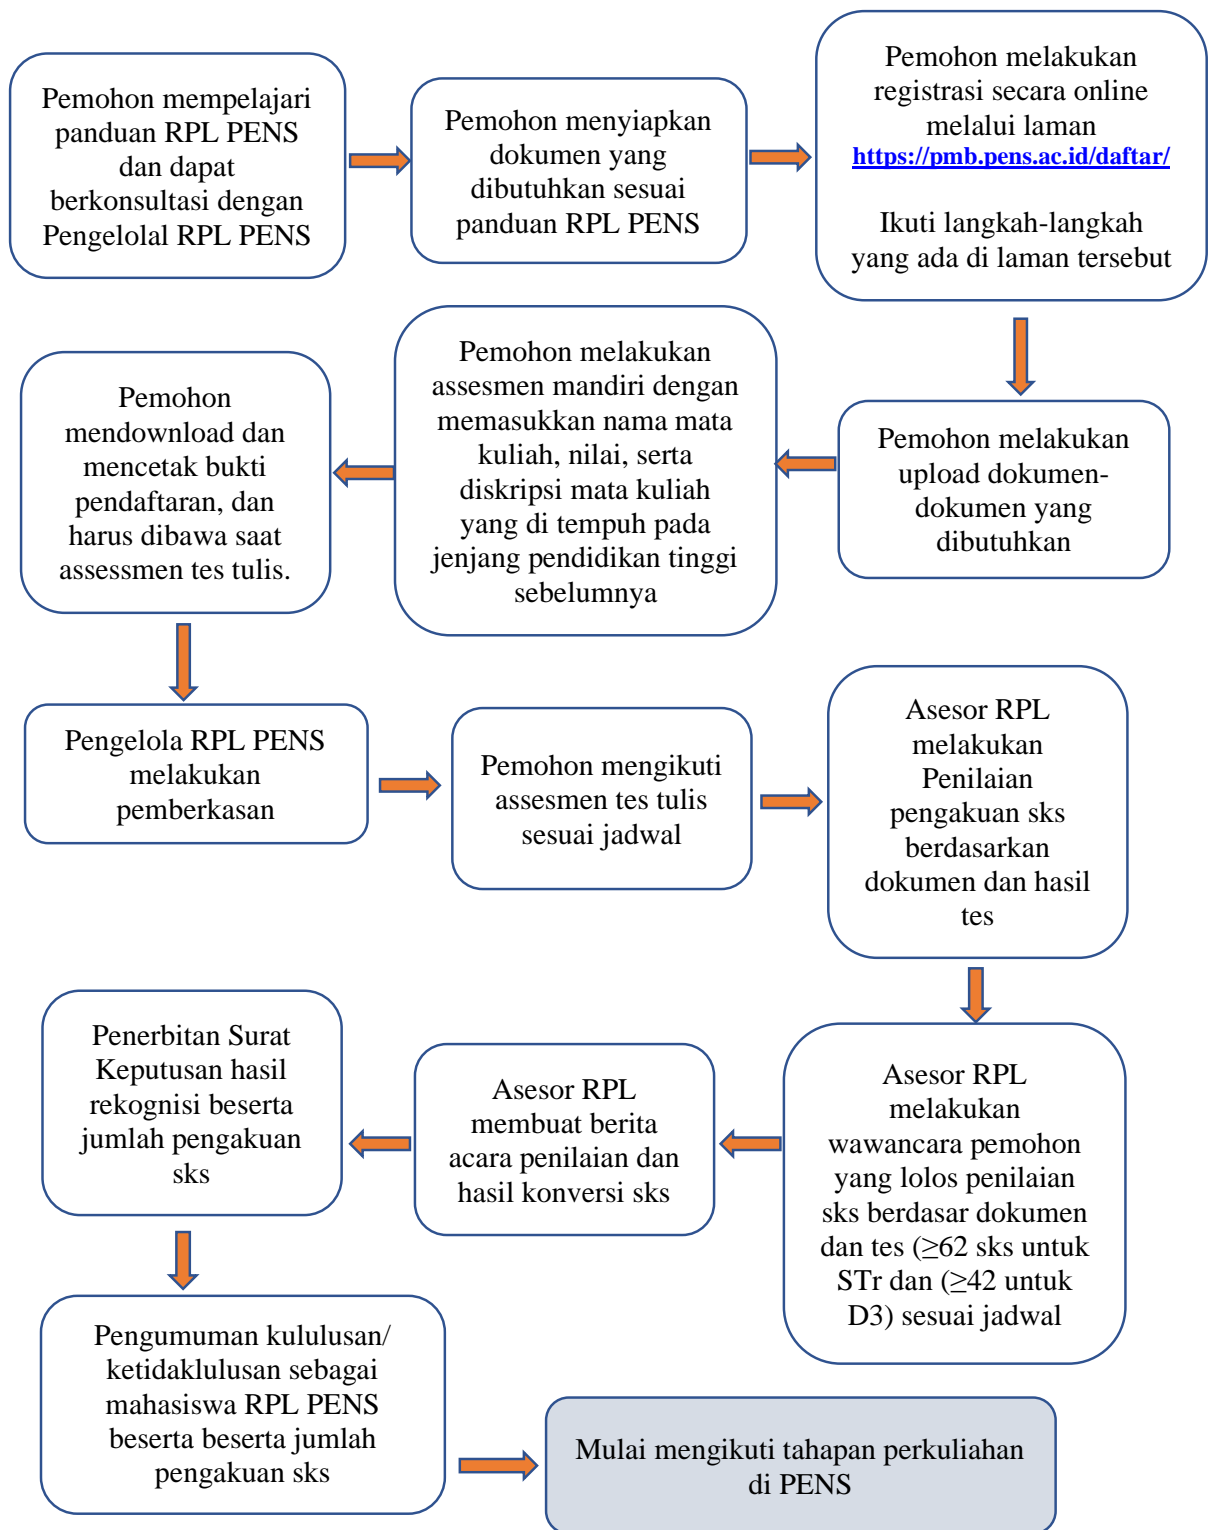 Pemohon mempelajari
panduan RPL PENS
dan dapat
berkonsultasi dengan
Pengelolal RPL PENS
Pemohon menyiapkan
dokumen yang
dibutuhkan sesuai
panduan RPL PENS
Pemohon melakukan
registrasi secara online
melalui laman
https://pmb.pens.ac.id/daftar/
Ikuti langkah-langkah
yang ada di laman tersebut
Pemohon melakukan
upload dokumen-
dokumen yang
dibutuhkan
Pemohon melakukan
assesmen mandiri dengan
memasukkan nama mata
kuliah, nilai, serta
diskripsi mata kuliah
yang di tempuh pada
jenjang pendidikan tinggi
sebelumnya
Pemohon
mendownload dan
mencetak bukti
pendaftaran, dan
harus dibawa saat
assessmen tes tulis.
Pengelola RPL PENS
melakukan
pemberkasan
Pemohon mengikuti
assesmen tes tulis
sesuai jadwal
Asesor RPL
melakukan
Penilaian
pengakuan sks
berdasarkan
dokumen dan hasil
tes
Asesor RPL
melakukan
wawancara pemohon
yang lolos penilaian
sks berdasar dokumen
dan tes (≥62 sks untuk
STr dan (≥42 untuk
D3) sesuai jadwal
Asesor RPL
membuat berita
acara penilaian dan
hasil konversi sks
Penerbitan Surat
Keputusan hasil
rekognisi beserta
jumlah pengakuan
sks
Pengumuman kululusan/
ketidaklulusan sebagai
mahasiswa RPL PENS
beserta beserta jumlah
pengakuan sks
Mulai mengikuti tahapan perkuliahan
di PENS